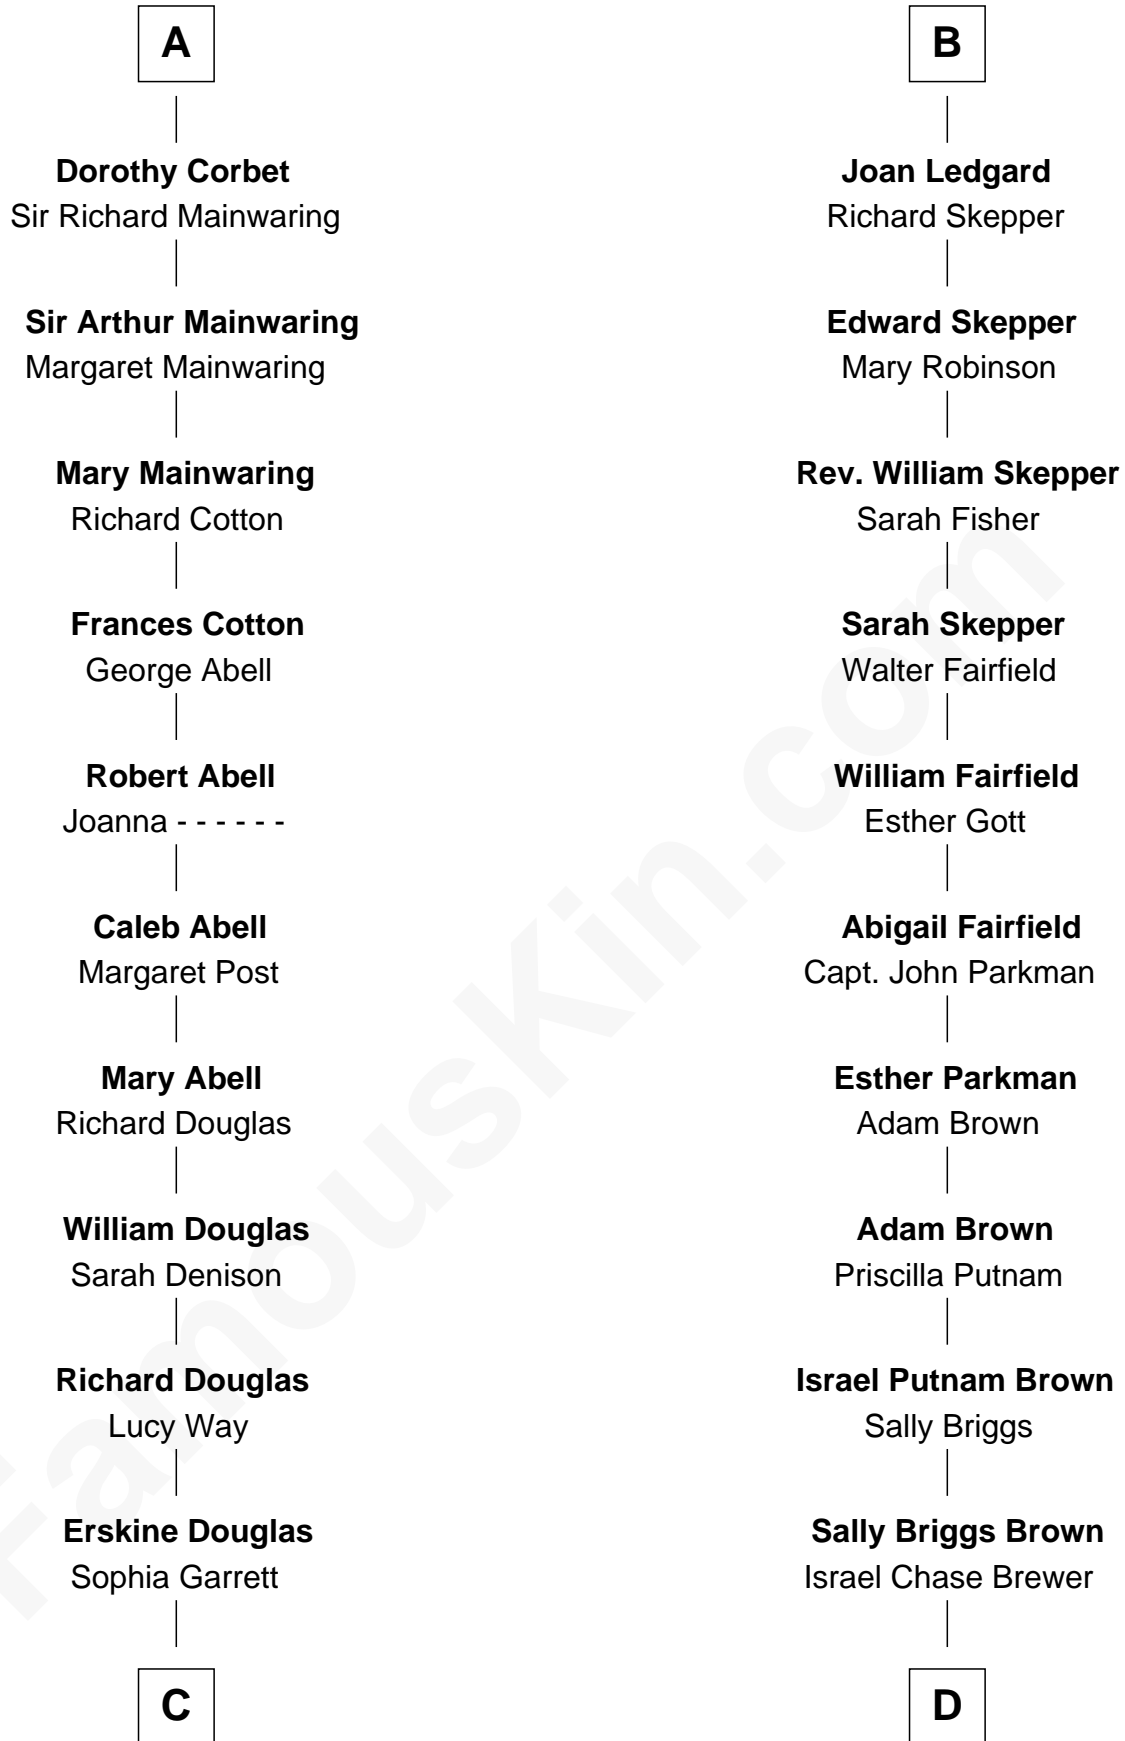 A
Dorothy Corbet
Sir Richard Mainwaring
Sir Arthur Mainwaring
Margaret Mainwaring
Mary Mainwaring
Richard Cotton
Frances Cotton
George Abell
Robert Abell
Joanna - - - - - -
Caleb Abell
Margaret Post
Mary Abell
Richard Douglas
William Douglas
Sarah Denison
Richard Douglas
Lucy Way
Erskine Douglas
Sophia Garrett
C
B
Joan Ledgard
Richard Skepper
Edward Skepper
Mary Robinson
Rev. William Skepper
Sarah Fisher
Sarah Skepper
Walter Fairfield
William Fairfield
Esther Gott
Abigail Fairfield
Capt. John Parkman
Esther Parkman
Adam Brown
Adam Brown
Priscilla Putnam
Israel Putnam Brown
Sally Briggs
Sally Briggs Brown
Israel Chase Brewer
D
FamousKin.com